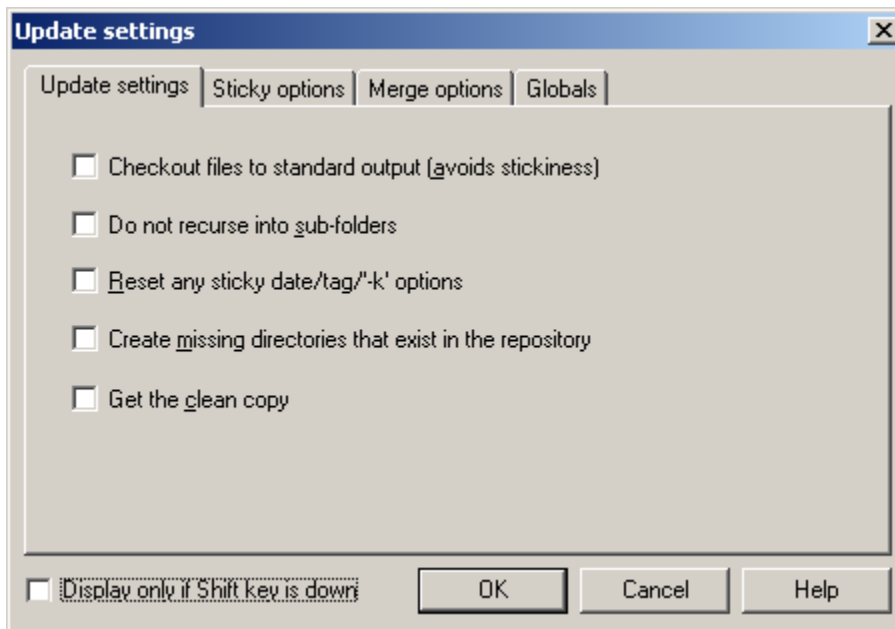 Update settings
Update settings Sticky options Merge options Globals
Checkout files to standard output (avoids stickiness)
Do not recurse into sub-folders
Reset any sticky date/tag/'-k' options
Create missing directories that exist in the repository
Get the clean copy
Display only if Shift key is down OK Cancel Help